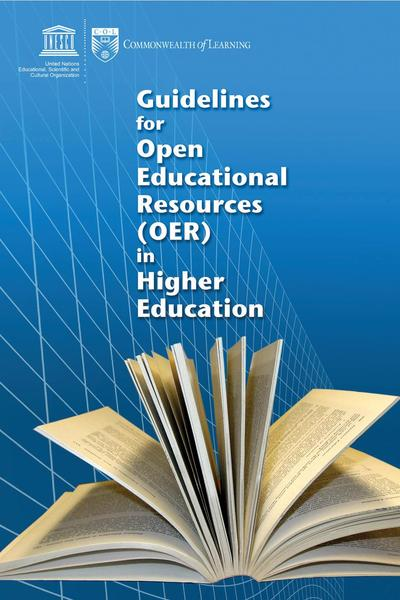 UNESCO
United Nations
Educational, Scientific and
Cultural Organization
C·O·L
COMMONWEALTH of LEARNING
Guidelines
for
Open
Educational
Resources
(OER)
in
Higher
Education